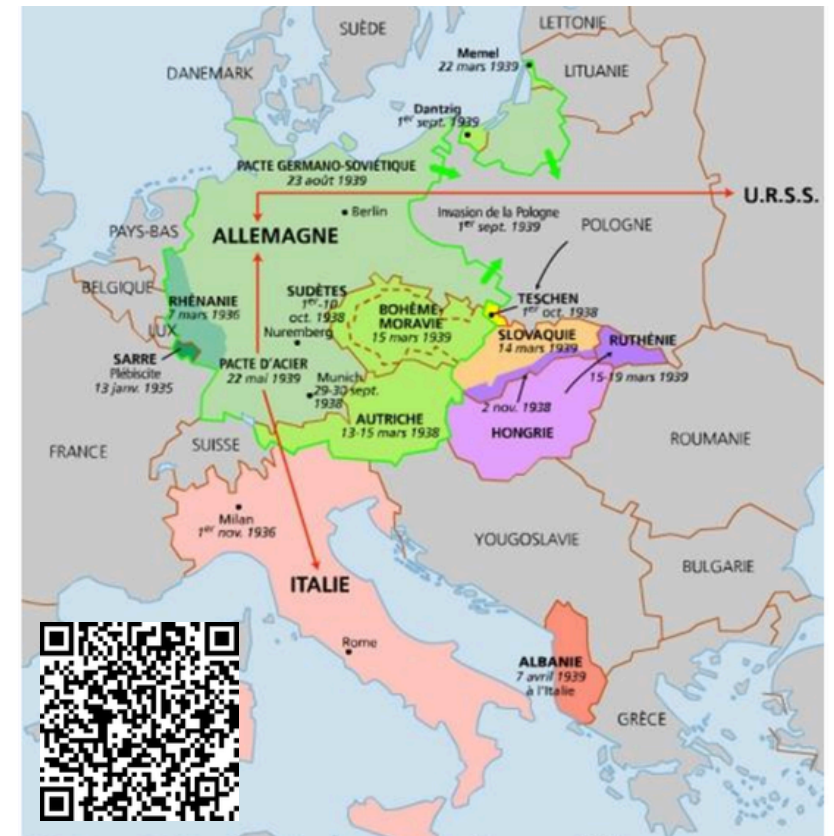 SUÈDE
LETTONIE
Memel
22 mars 1939
LITUANIE
DANEMARK
Dantzig
1er sept. 1939
PACTE GERMANO-SOVIÉTIQUE
23 août 1939
U.R.S.S.
Berlin
Invasion de la Pologne
1er sept. 1939
POLOGNE
PAYS-BAS
ALLEMAGNE
BELGIQUE
RHÉNANIE
7 mars 1936
SUDÈTES
1er-10
oct. 1938
TESCHEN
1er oct. 1938
BOHÊME-
MORAVIE
15 mars 1939
LUX
Nuremberg
SLOVAQUIE
14 mars 1939
RUTHÉNIE
15-19 mars 1939
SARRE
Plébiscite
13 janv. 1935
PACTE D'ACIER
22 mai 1939
Munich
29-30 sept.
1938
2 nov. 1938
AUTRICHE
13-15 mars 1938
HONGRIE
FRANCE
SUISSE
ROUMANIE
Milan
1er nov. 1936
YOUGOSLAVIE
BULGARIE
ITALIE
Rome
ALBANIE
7 avril 1939
à l'Italie
GRÈCE